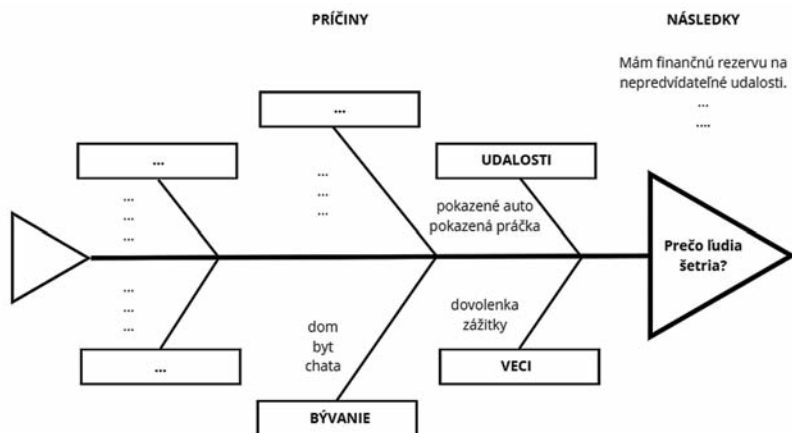 PRÍČINY
NÁSLEDKY
Mám finančnú rezervu na
nepredvídateľné udalosti.
...
....
...
...
UDALOSTI
...
...
...
...
...
...
pokazené auto
pokazená práčka
Prečo ľudia
šetria?
...
...
...
dom
byt
chata
dovolenka
zážitky
...
VECI
BÝVANIE